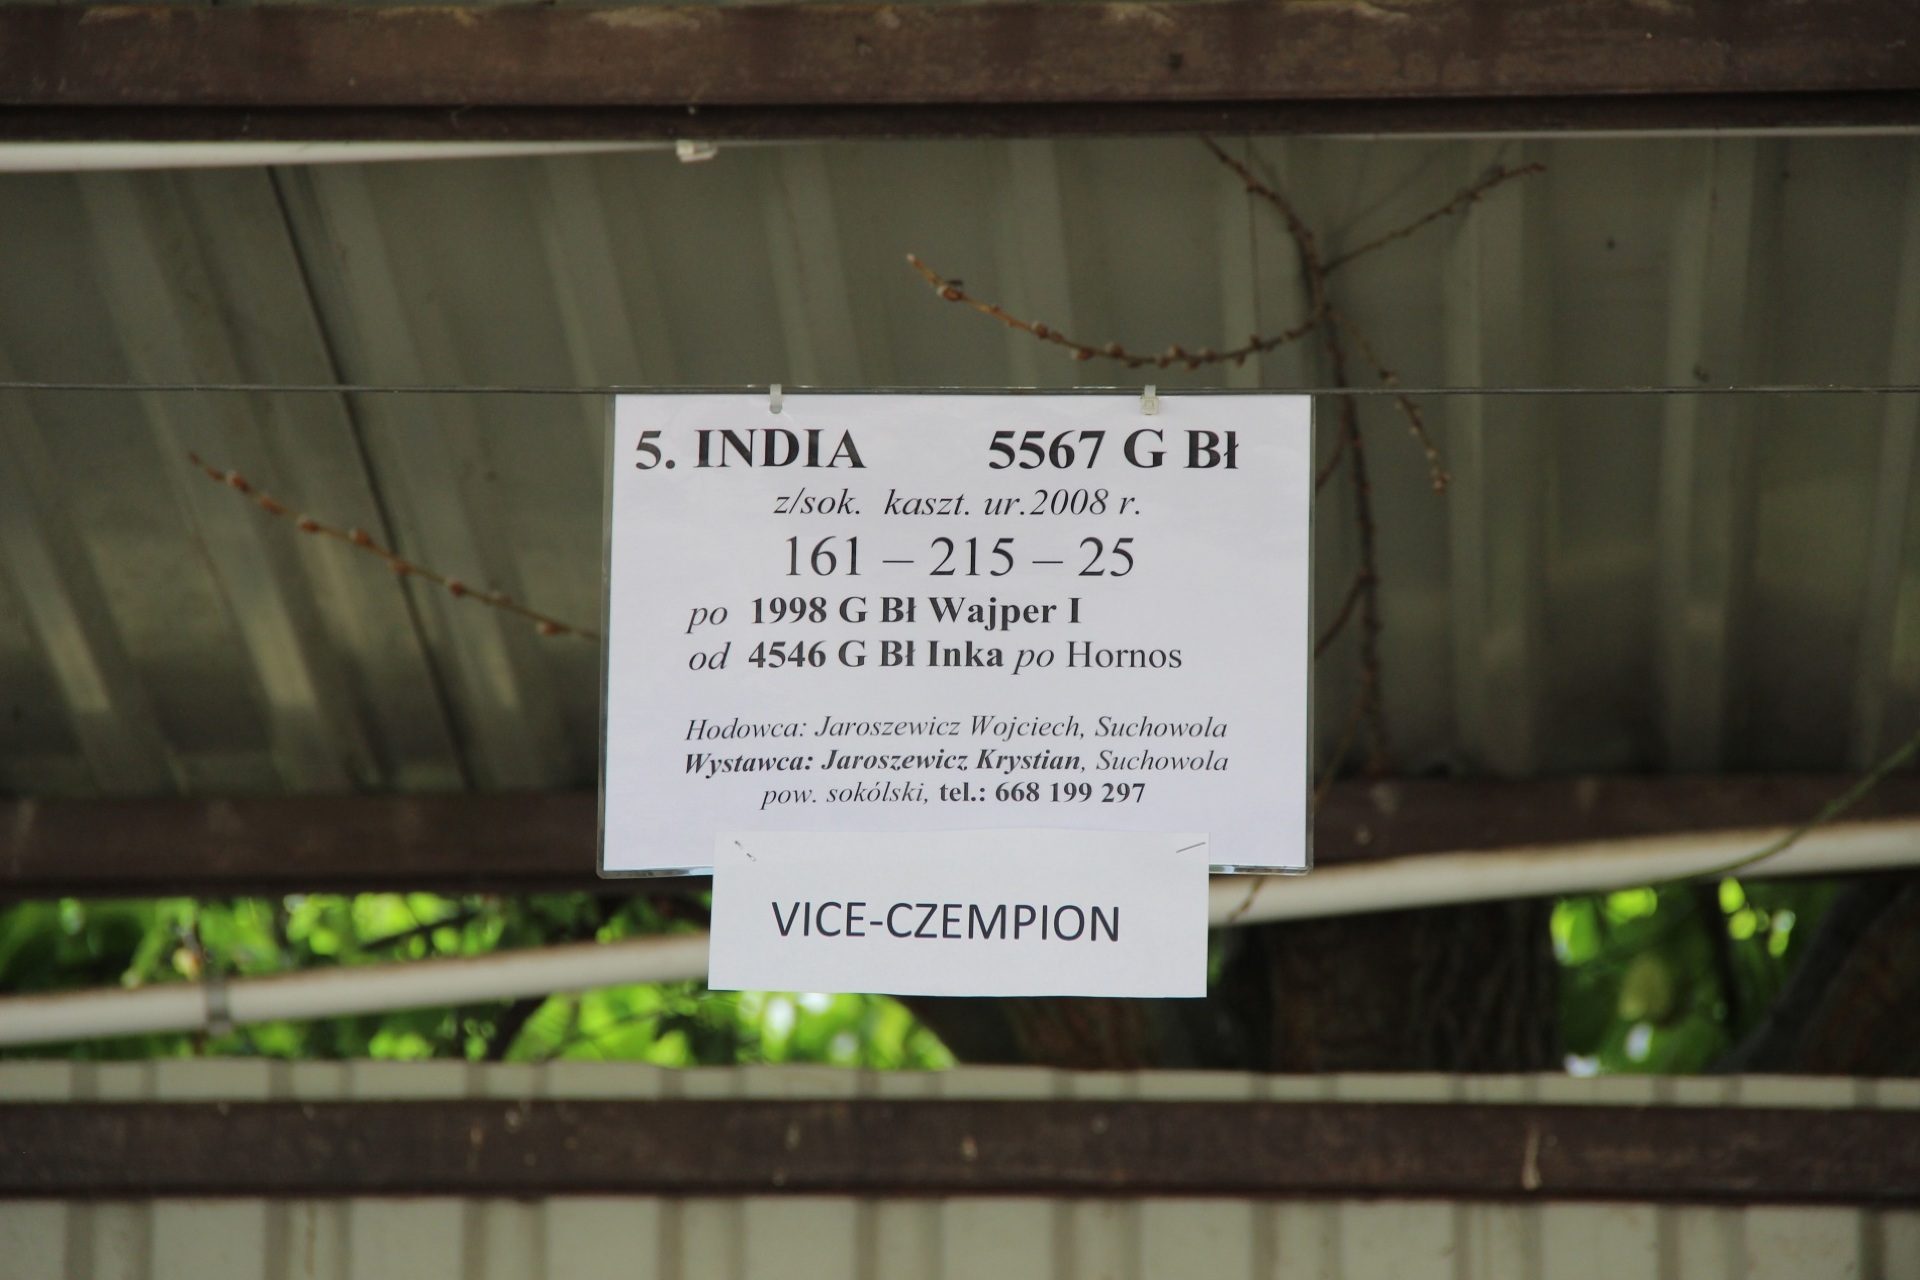 5. INDIA 5567 G Bł
z/sok. kaszt. ur.2008 r.
161 – 215 – 25
po 1998 G Bł Wajper I
od 4546 G Bł Inka po Hornos
Hodowca: Jaroszewicz Wojciech, Suchowola
Wystawca: Jaroszewicz Krystian, Suchowola
pow. sokólski, tel.: 668 199 297
VICE-CZEMPION